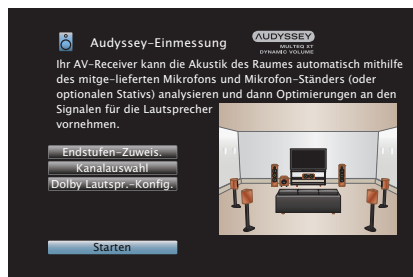 Audyssey-Einmessung
AUDYSSEY
MULTEQ XT
DYNAMIC VOLUME
Ihr AV-Receiver kann die Akustik des Raumes automatisch mithilfe
des mitge-lieferten Mikrofons und Mikrofon-Ständers (oder
optionalen Stativs) analysieren und dann Optimierungen an den
Signalen für die Lautsprecher
vornehmen.
Endstufen-Zuweis.
Kanalauswahl
Dolby Lautspr.-Konfig.
Starten